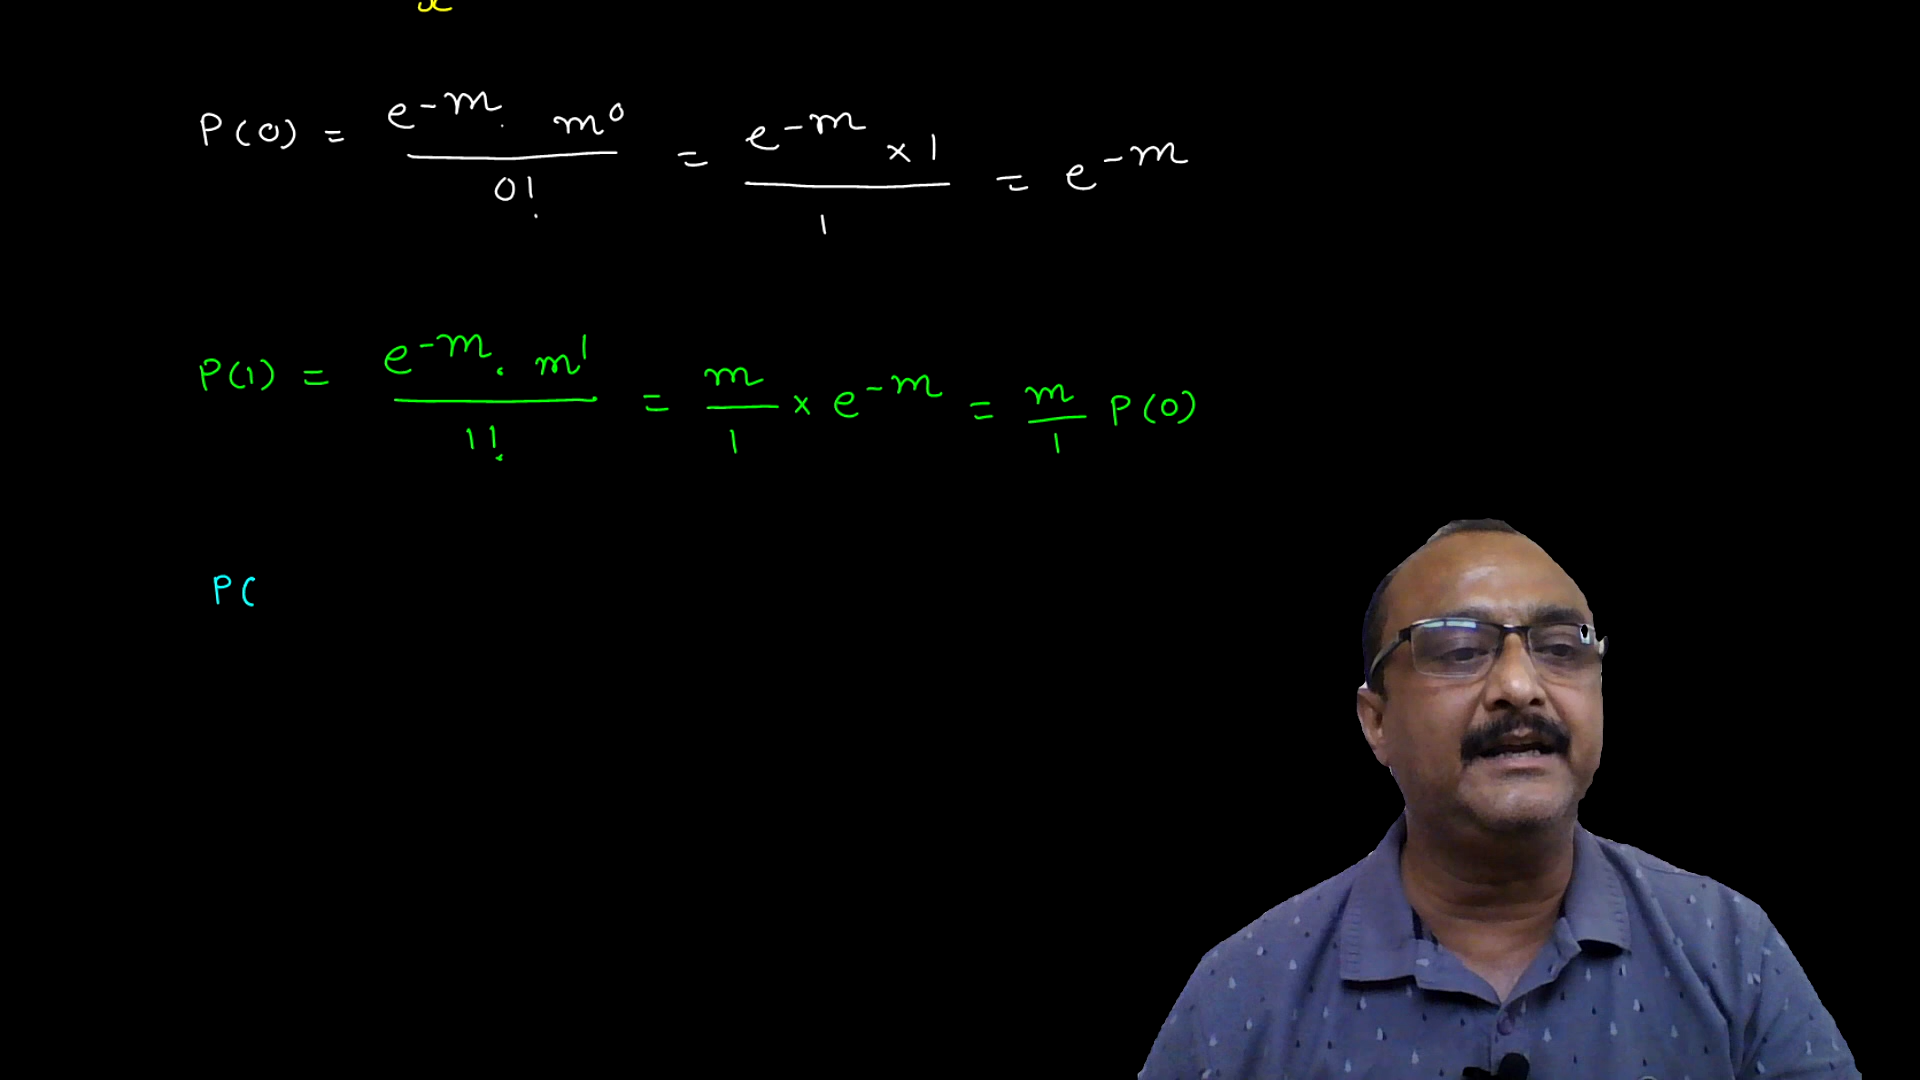 x
P(0) = e^{-m} . m^0 / 0! = e^{-m} × 1 / 1 = e^{-m}
P(1) = e^{-m} . m^1 / 1! = m/1 × e^{-m} = m/1 P(0)
P(